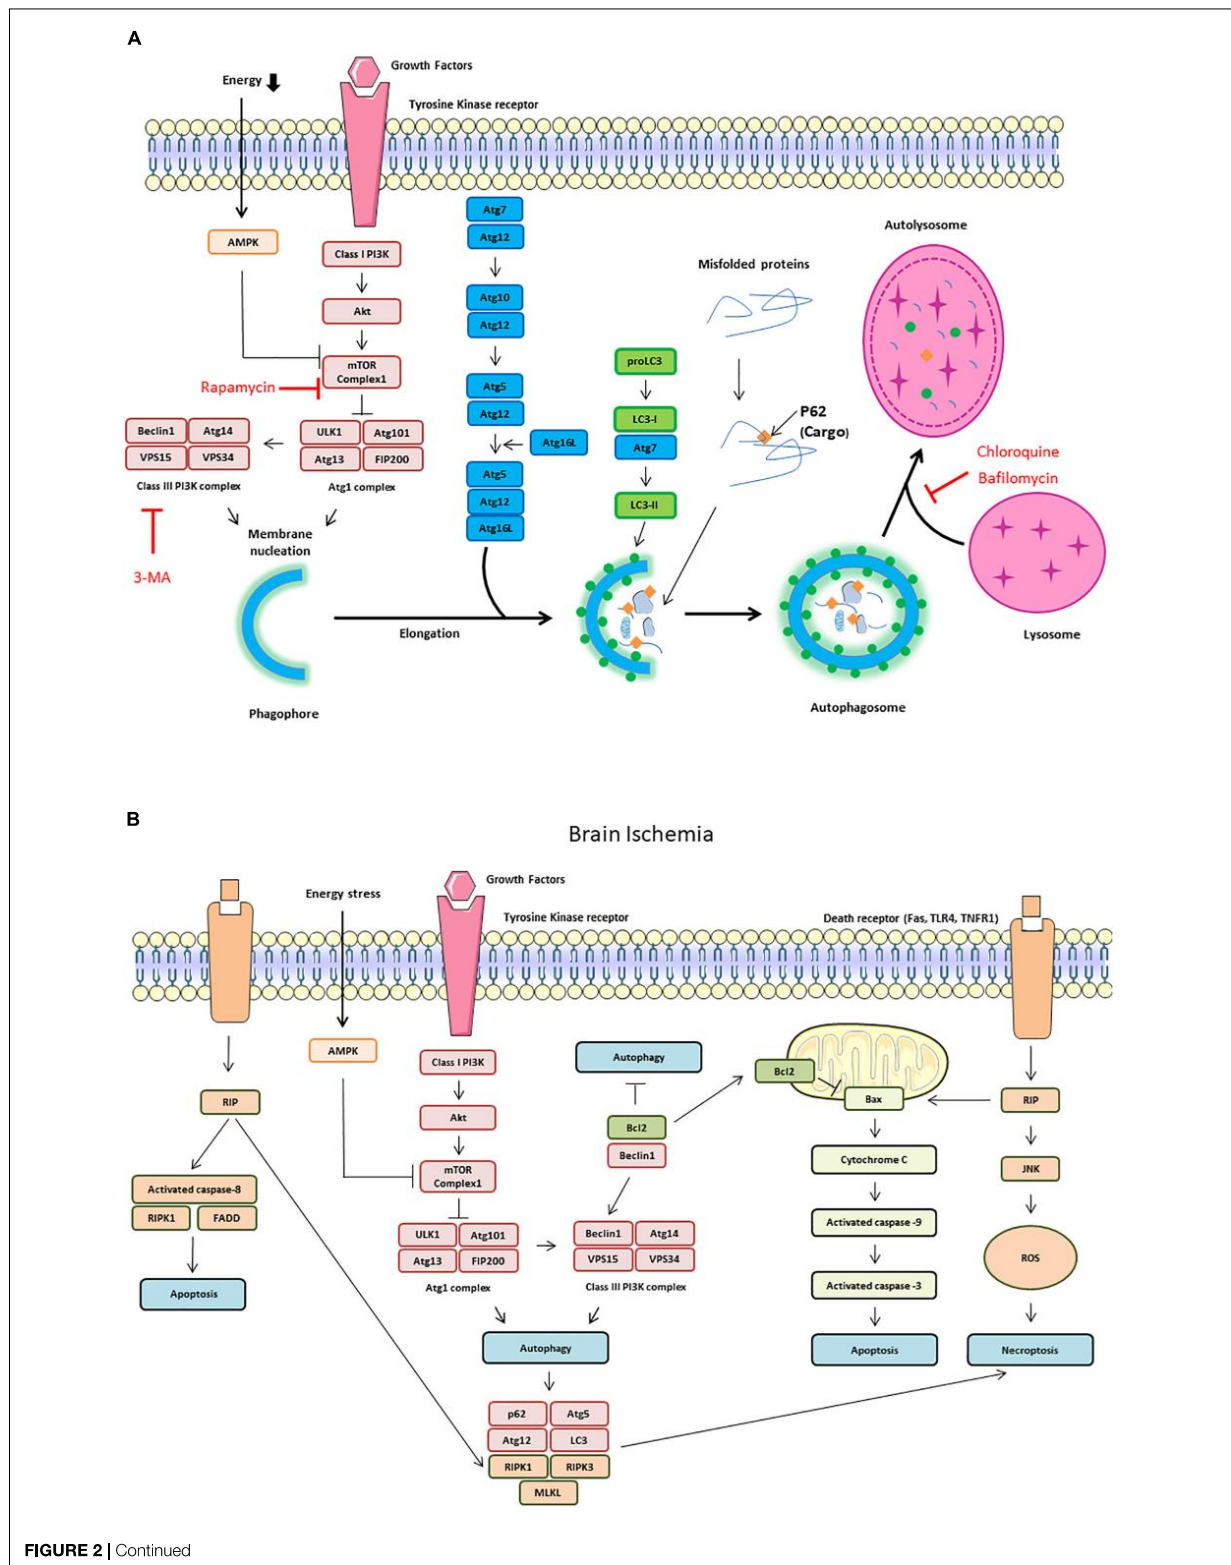 A
Energy
Growth Factors
Tyrosine Kinase receptor
AMPK
Class I PI3K
Akt
mTOR
Complex1
Rapamycin
Beclin1
Atg14
VPS15
VPS34
Class III PI3K complex
ULK1
Atg101
Atg13
FIP200
Atg1 complex
3-MA
Membrane
nucleation
Phagophore
Atg7
Atg12
Atg10
Atg12
Atg5
Atg12
Atg16L
Atg5
Atg12
Atg16L
Elongation
proLC3
LC3-I
Atg7
LC3-II
Misfolded proteins
P62
(Cargo)
Autolysosome
Chloroquine
Bafilomycin
Lysosome
Autophagosome
B
Brain Ischemia
Energy stress
Growth Factors
Tyrosine Kinase receptor
Death receptor (Fas, TLR4, TNFR1)
RIP
Activated caspase-8
RIPK1
FADD
Apoptosis
AMPK
Class I PI3K
Akt
mTOR
Complex1
ULK1
Atg101
Atg13
FIP200
Atg1 complex
Autophagy
Bcl2
Beclin1
Beclin1
Atg14
VPS15
VPS34
Class III PI3K complex
Autophagy
p62
Atg5
Atg12
LC3
RIPK1
RIPK3
MLKL
Bcl2
Bax
Cytochrome C
Activated caspase -9
Activated caspase -3
Apoptosis
RIP
JNK
ROS
Necroptosis
FIGURE 2 | Continued